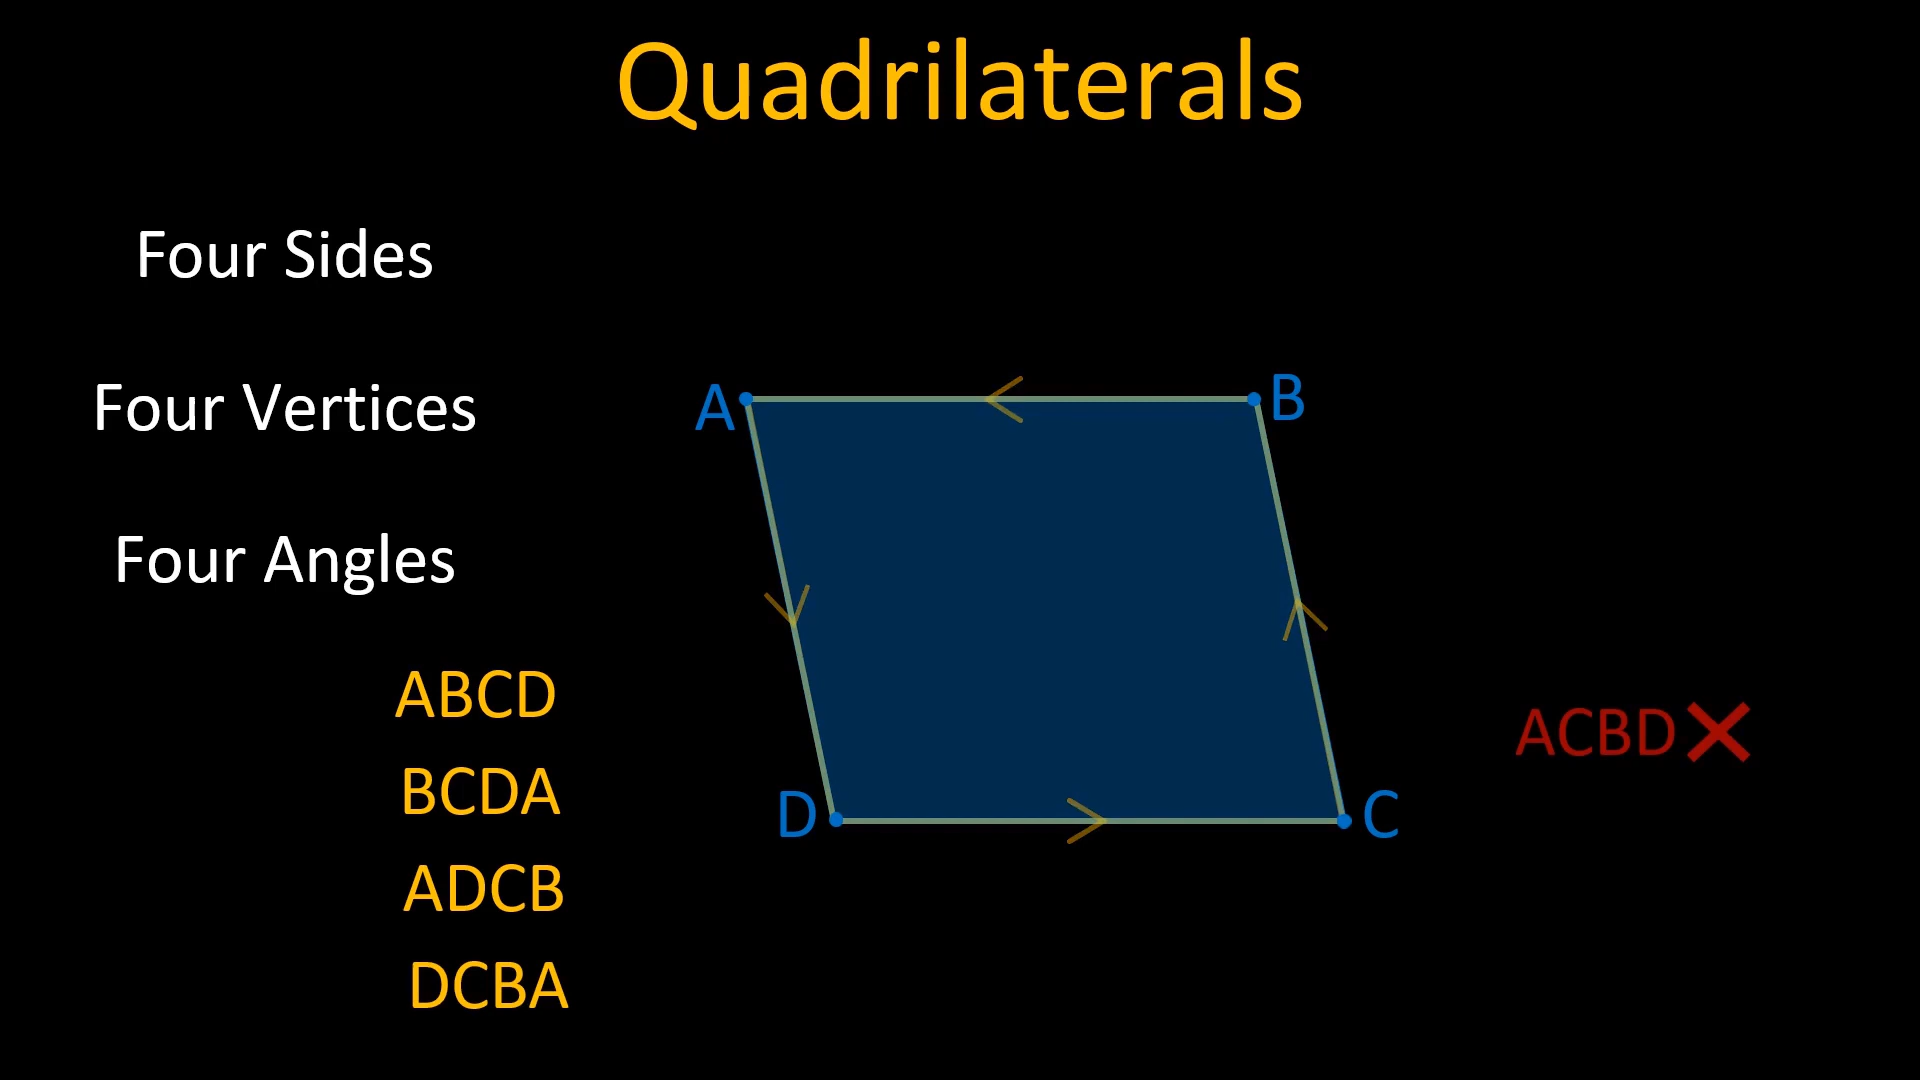 Quadrilaterals
Four Sides
Four Vertices
Four Angles
ABCD
BCDA
ADCB
DCBA
A
B
D
C
ACBD